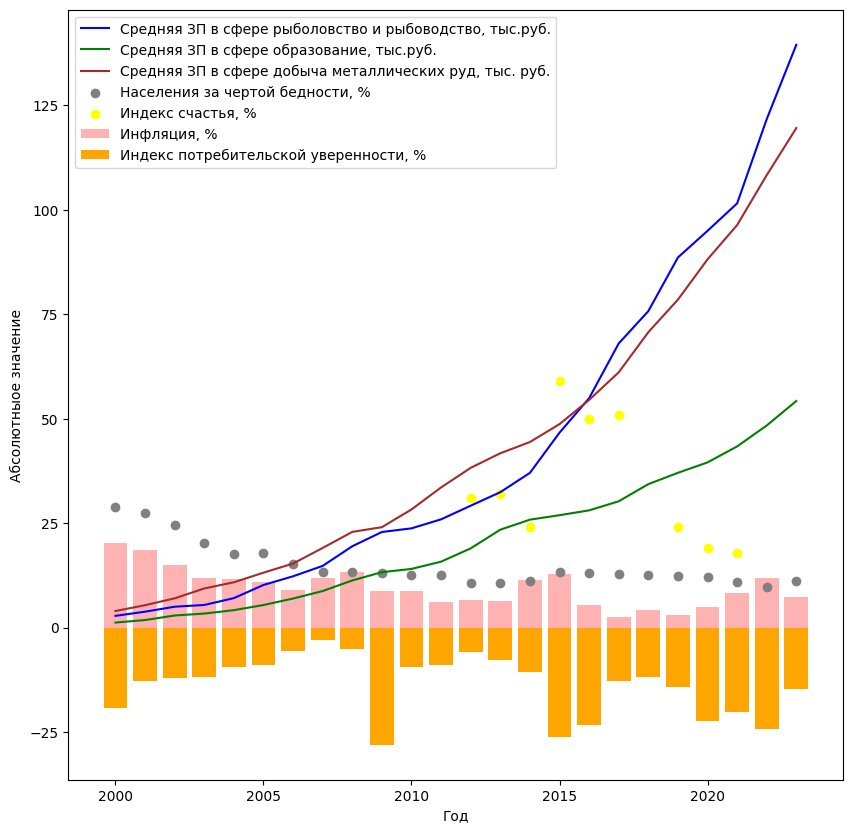 Средняя ЗП в сфере рыболовство и рыбоводство, тыс.руб.
Средняя ЗП в сфере образование, тыс.руб.
Средняя ЗП в сфере добыча металлических руд, тыс. руб.
Населения за чертой бедности, %
Индекс счастья, %
Инфляция, %
Индекс потребительской уверенности, %
125
100
75
50
25
0
−25
Абсолютныое значение
2000
2005
2010
2015
2020
Год